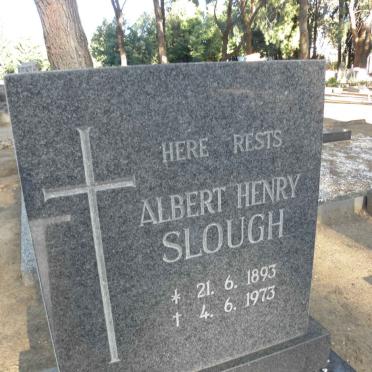 HERE RESTS
ALBERT HENRY
SLOUGH
* 21. 6. 1893
† 4. 6. 1973